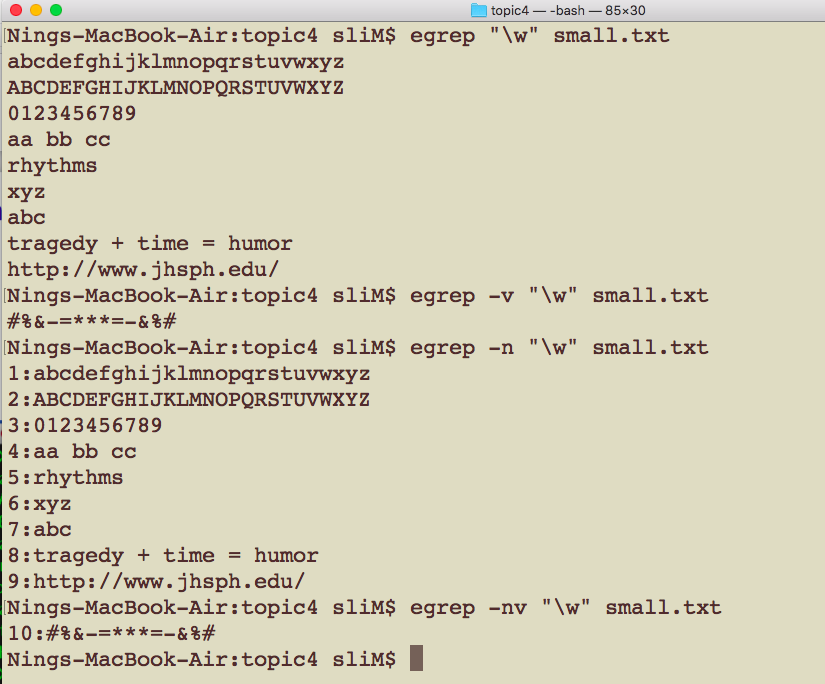 topic4 — -bash — 85×30
Nings-MacBook-Air:topic4 sliM$ egrep "\w" small.txt
abcdefghijklmnopqrstuvwxyz
ABCDEFGHIJKLMNOPQRSTUVWXYZ
0123456789
aa bb cc
rhythms
xyz
abc
tragedy + time = humor
http://www.jhsph.edu/
Nings-MacBook-Air:topic4 sliM$ egrep -v "\w" small.txt
#%&-=***=-&%#
Nings-MacBook-Air:topic4 sliM$ egrep -n "\w" small.txt
1:abcdefghijklmnopqrstuvwxyz
2:ABCDEFGHIJKLMNOPQRSTUVWXYZ
3:0123456789
4:aa bb cc
5:rhythms
6:xyz
7:abc
8:tragedy + time = humor
9:http://www.jhsph.edu/
Nings-MacBook-Air:topic4 sliM$ egrep -nv "\w" small.txt
10:#%&-=***=-&%#
Nings-MacBook-Air:topic4 sliM$